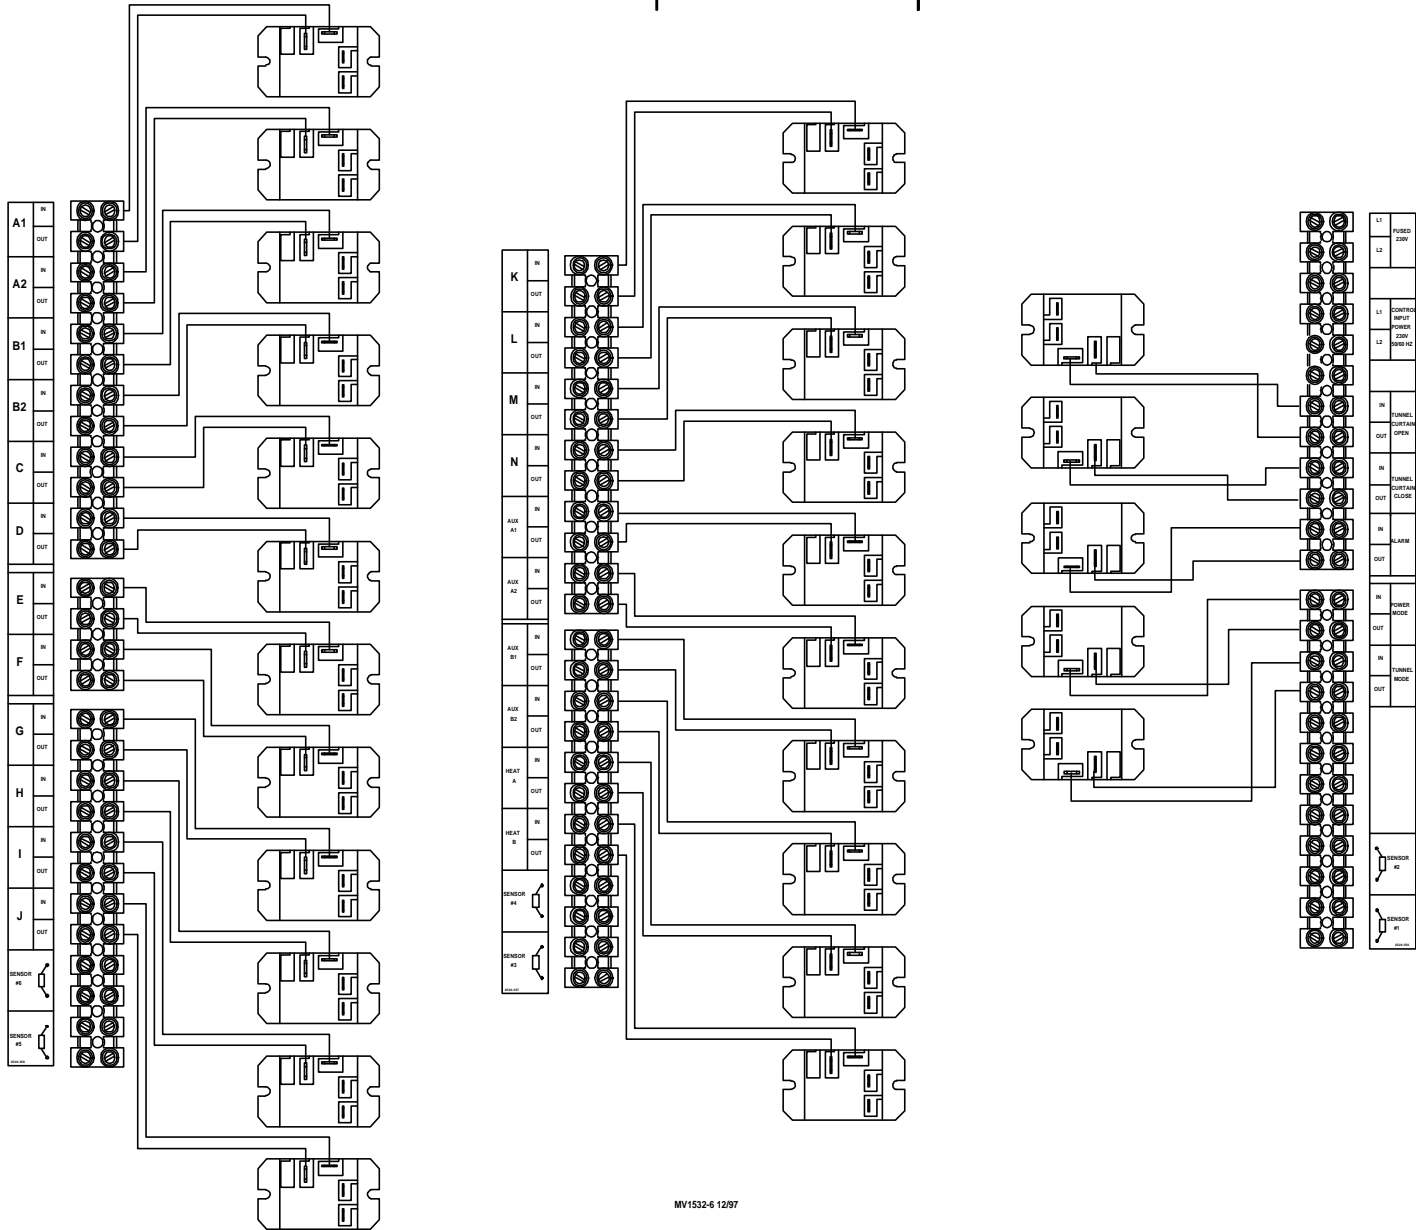 A1 IN
OUT
A2 IN
OUT
B1 IN
OUT
B2 IN
OUT
C IN
OUT
D IN
OUT
E IN
OUT
F IN
OUT
G IN
OUT
H IN
OUT
I IN
OUT
J IN
OUT
SENSOR
#6
SENSOR
#5
K IN
OUT
L IN
OUT
M IN
OUT
N IN
OUT
AUX
A1
IN
OUT
AUX
A2
IN
OUT
AUX
B1
IN
OUT
AUX
B2
IN
OUT
HEAT
A
IN
OUT
HEAT
B
IN
OUT
SENSOR
#4
SENSOR
#3
L1
L2
FUSED
230V
L1
L2
CONTROL
INPUT
POWER
230V
50/60 HZ
IN
OUT
TUNNEL
CURTAIN
OPEN
IN
OUT
TUNNEL
CURTAIN
CLOSE
IN
OUT
ALARM
IN
OUT
POWER
MODE
IN
OUT
TUNNEL
MODE
SENSOR
#2
SENSOR
#1
MV1532-6 12/97